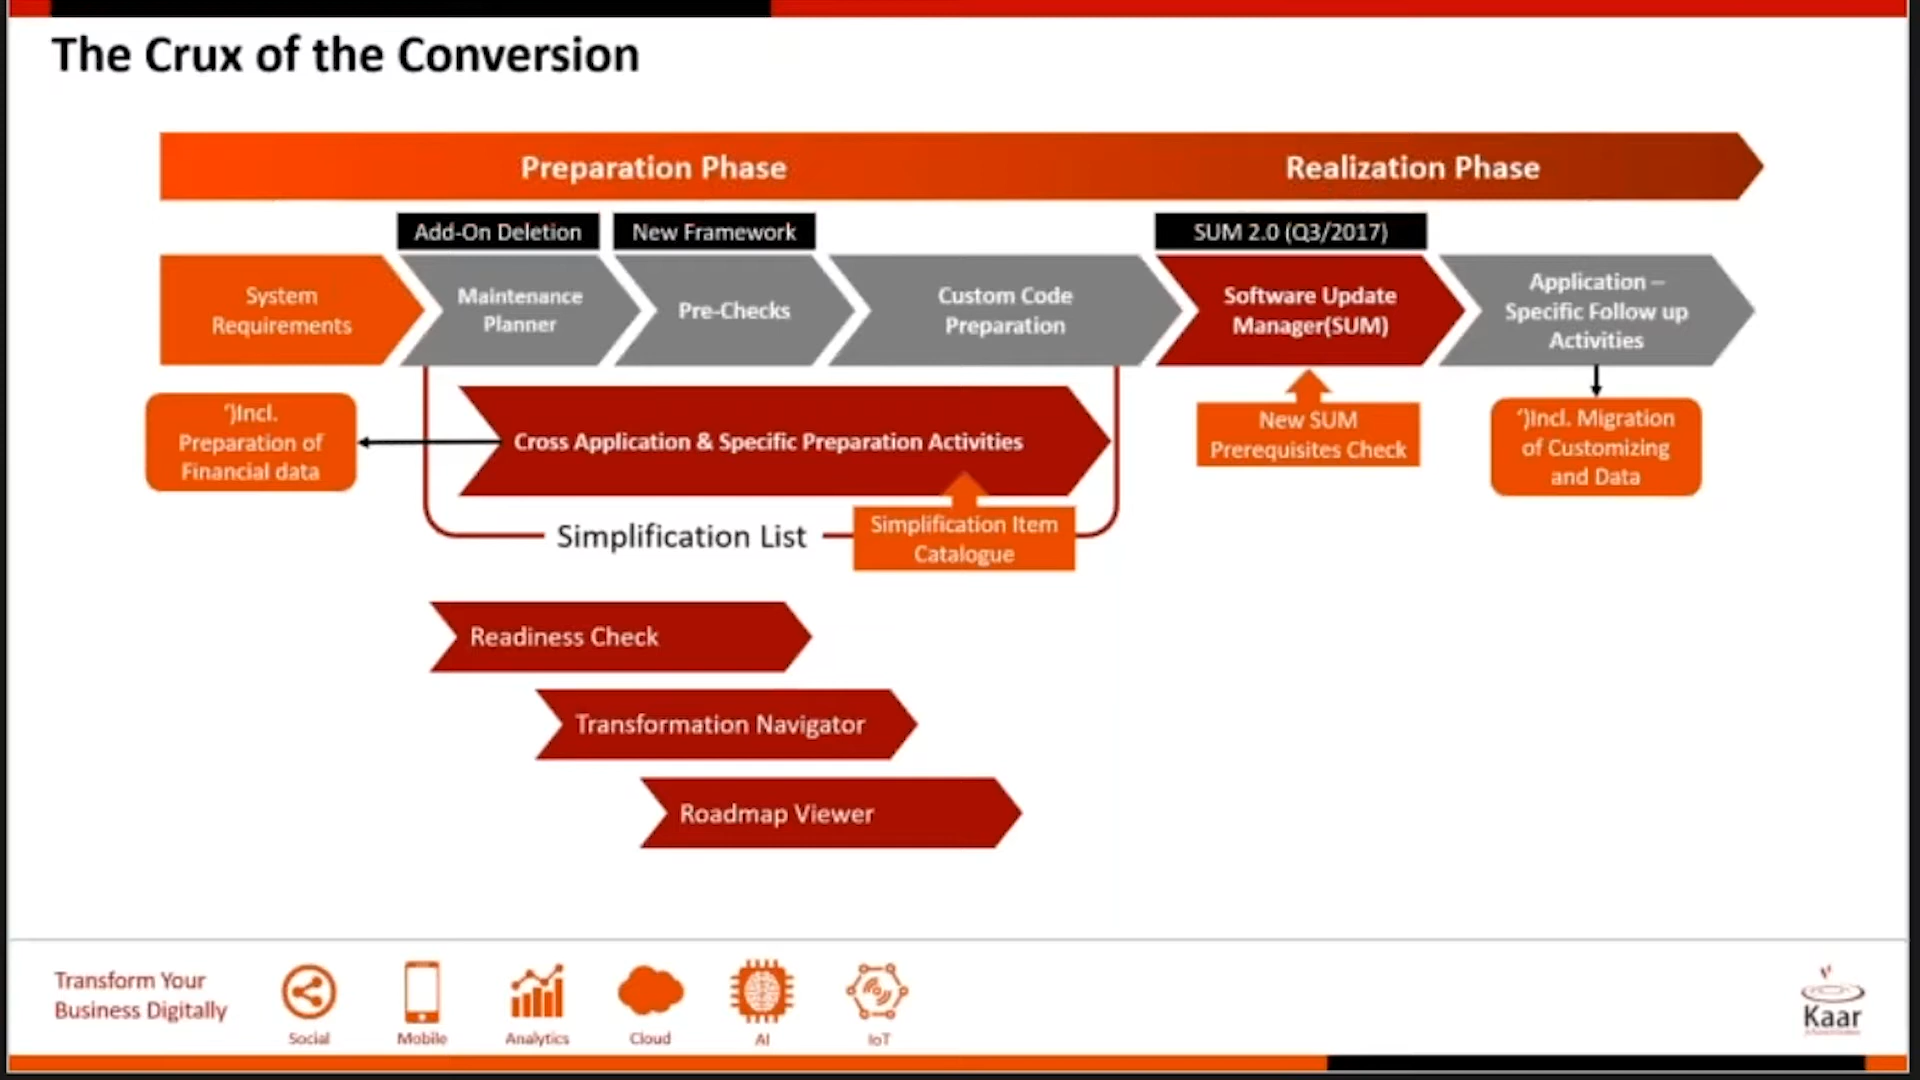 The Crux of the Conversion
Preparation Phase
Realization Phase
Add-On Deletion
New Framework
SUM 2.0 (Q3/2017)
System
Requirements
Maintenance
Planner
Pre-Checks
Custom Code
Preparation
Software Update
Manager(SUM)
Application –
Specific Follow up
Activities
‘)Incl.
Preparation of
Financial data
Cross Application & Specific Preparation Activities
New SUM
Prerequisites Check
‘)Incl. Migration
of Customizing
and Data
Simplification List
Simplification Item
Catalogue
Readiness Check
Transformation Navigator
Roadmap Viewer
Transform Your
Business Digitally
Social
Mobile
Analytics
Cloud
AI
IoT
Kaar